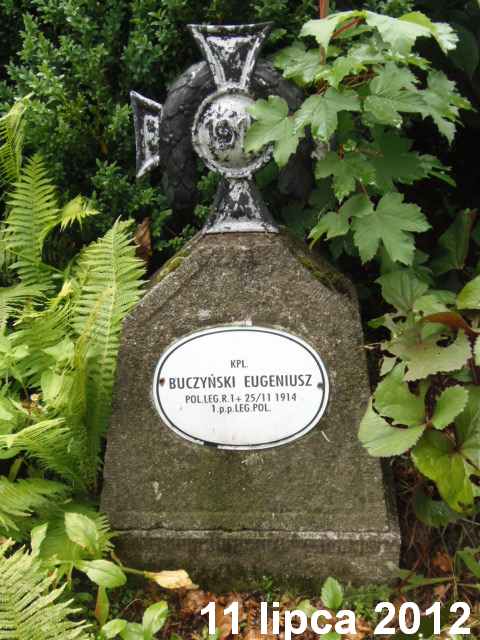 KPL.
BUCZYŃSKI EUGENIUSZ
POL.LEG.R.1+ 25/11 1914
1.p.p.LEG.POL.
11 lipca 2012